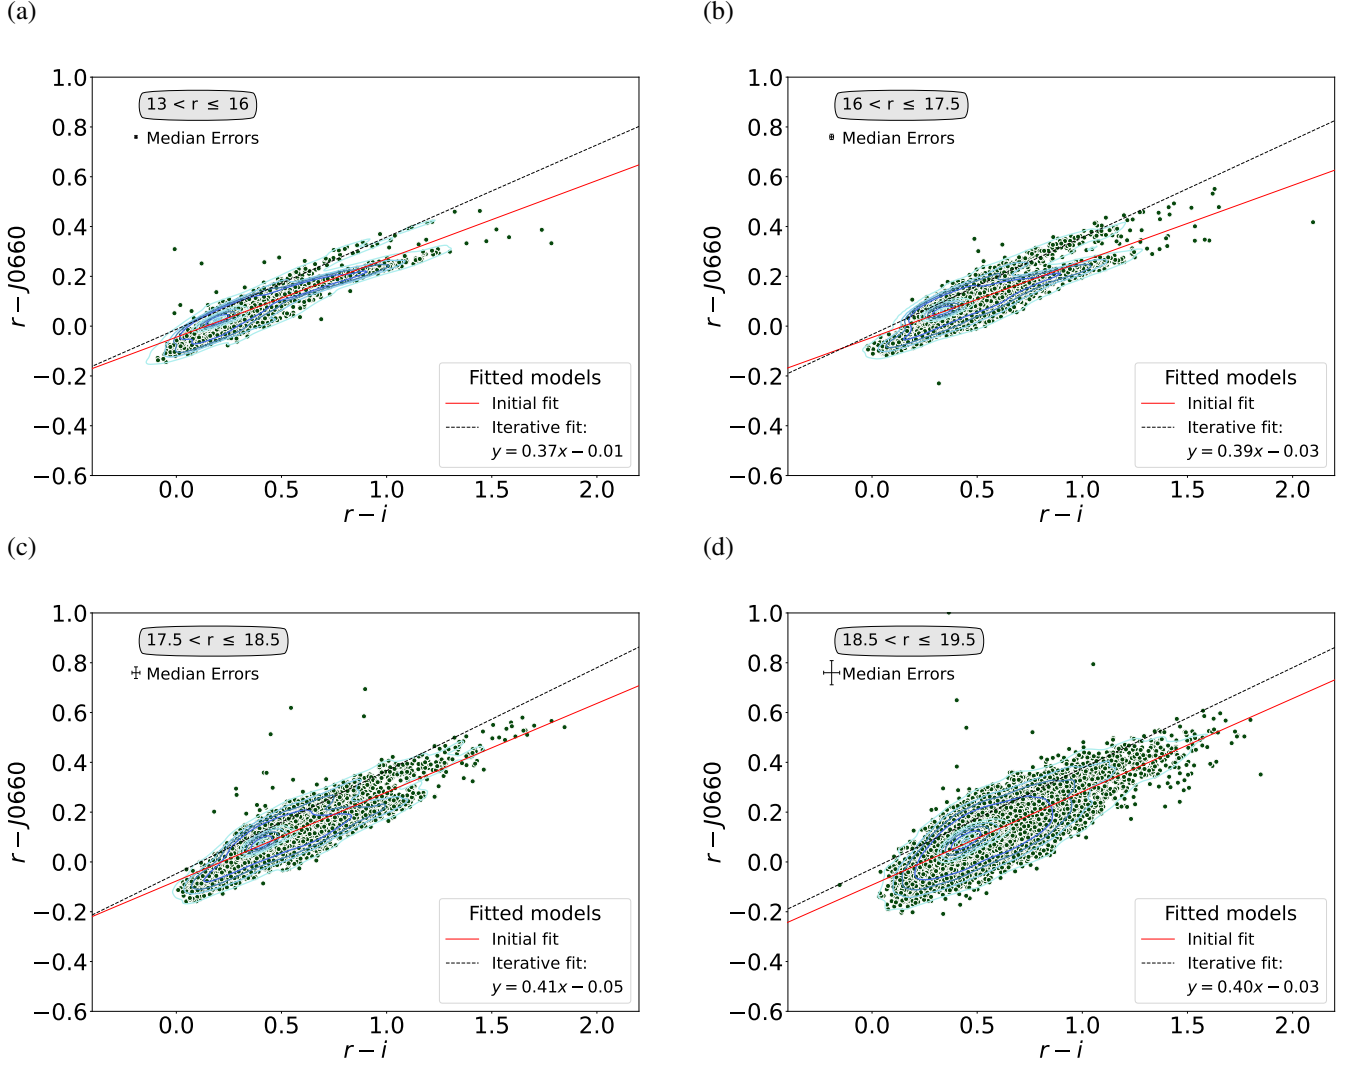 (a)
1.0
0.8
0.6
0.4
0.2
0.0
−0.2
−0.4
−0.6
r − J0660
13 < r ≤ 16
Median Errors
Fitted models
Initial fit
Iterative fit:
y = 0.37x − 0.01
0.0 0.5 1.0 1.5 2.0
r − i
(b)
1.0
0.8
0.6
0.4
0.2
0.0
−0.2
−0.4
−0.6
r − J0660
16 < r ≤ 17.5
Median Errors
Fitted models
Initial fit
Iterative fit:
y = 0.39x − 0.03
0.0 0.5 1.0 1.5 2.0
r − i
(c)
1.0
0.8
0.6
0.4
0.2
0.0
−0.2
−0.4
−0.6
r − J0660
17.5 < r ≤ 18.5
Median Errors
Fitted models
Initial fit
Iterative fit:
y = 0.41x − 0.05
0.0 0.5 1.0 1.5 2.0
r − i
(d)
1.0
0.8
0.6
0.4
0.2
0.0
−0.2
−0.4
−0.6
r − J0660
18.5 < r ≤ 19.5
Median Errors
Fitted models
Initial fit
Iterative fit:
y = 0.40x − 0.03
0.0 0.5 1.0 1.5 2.0
r − i